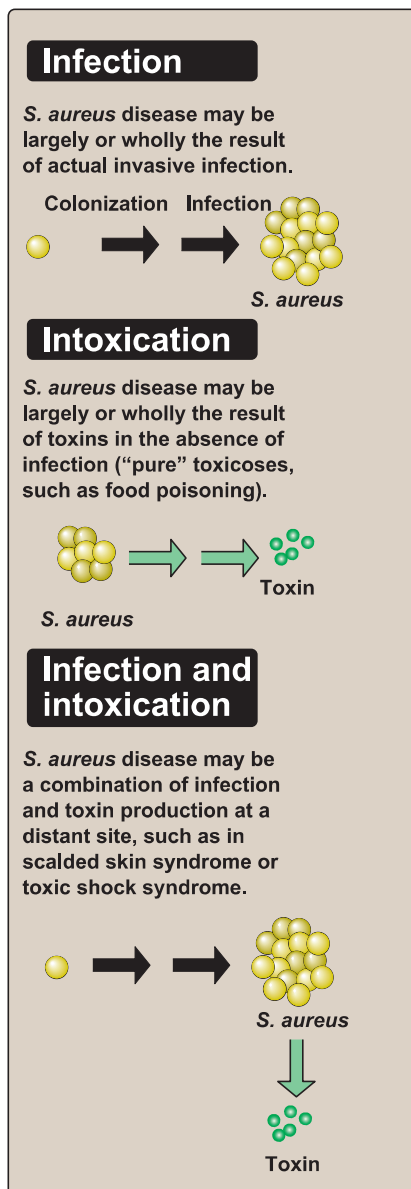 Infection
S. aureus disease may be
largely or wholly the result
of actual invasive infection.
Colonization Infection
S. aureus
Intoxication
S. aureus disease may be
largely or wholly the result
of toxins in the absence of
infection (“pure” toxicoses,
such as food poisoning).
Toxin
S. aureus
Infection and
intoxication
S. aureus disease may be
a combination of infection
and toxin production at a
distant site, such as in
scalded skin syndrome or
toxic shock syndrome.
S. aureus
Toxin